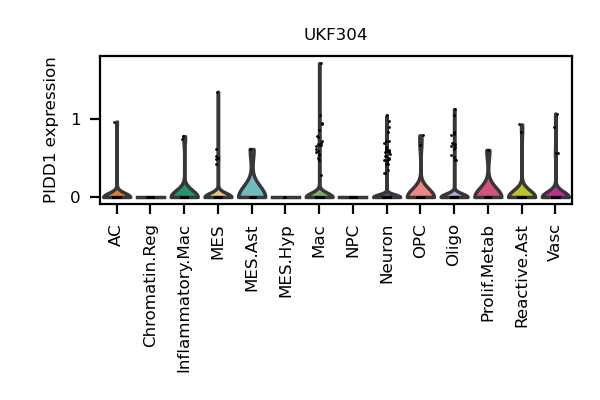 UKF304
PIDD1 expression
1
0
AC
Chromatin.Reg
Inflammatory.Mac
MES
MES.Ast
MES.Hyp
Mac
NPC
Neuron
OPC
Oligo
Prolif.Metab
Reactive.Ast
Vasc